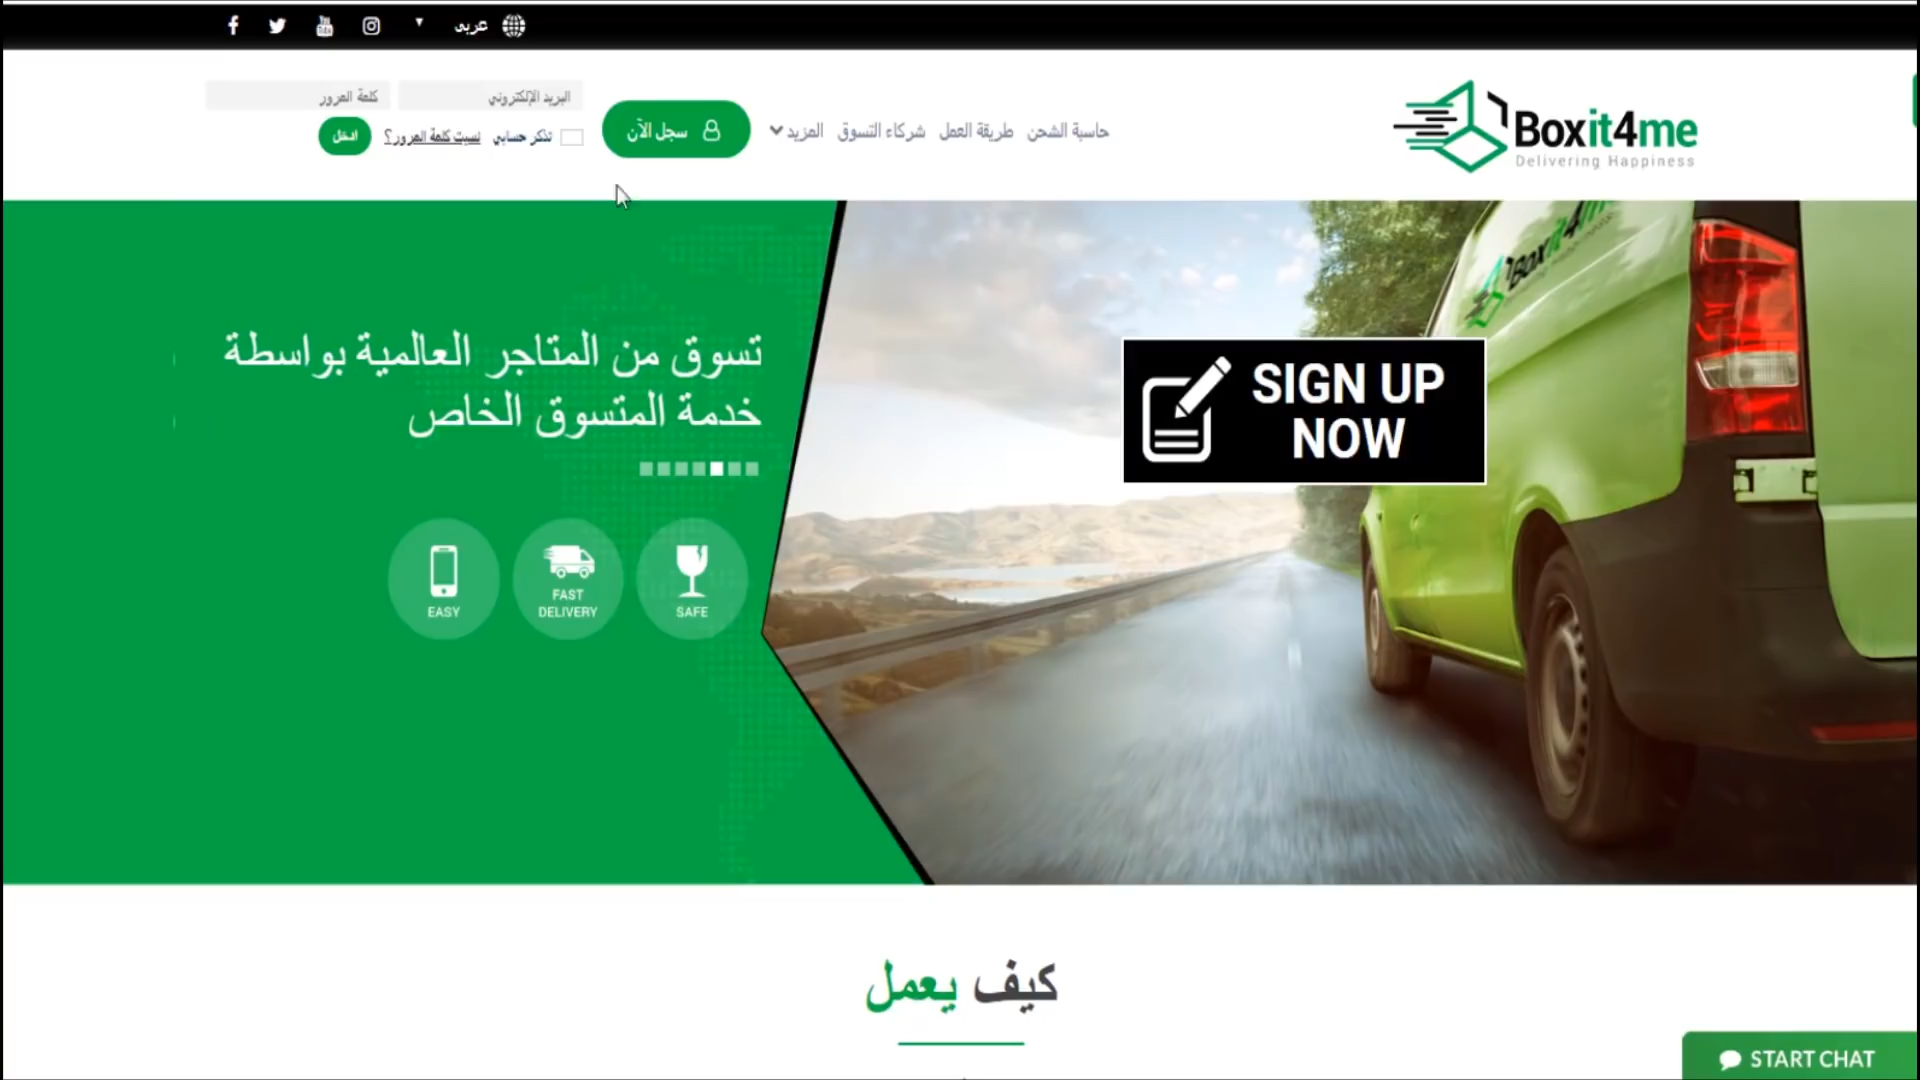 عربى
Boxit4me
Delivering Happiness
حاسبة الشحن
طريقة العمل
شركاء التسوق
المزيد
سجل الآن
البريد الإلكتروني
كلمة المرور
تذكر حسابي
نسيت كلمة المرور؟
ادخل
تسوق من المتاجر العالمية بواسطة
خدمة المتسوق الخاص
EASY
FAST
DELIVERY
SAFE
SIGN UP
NOW
كيف يعمل
START CHAT